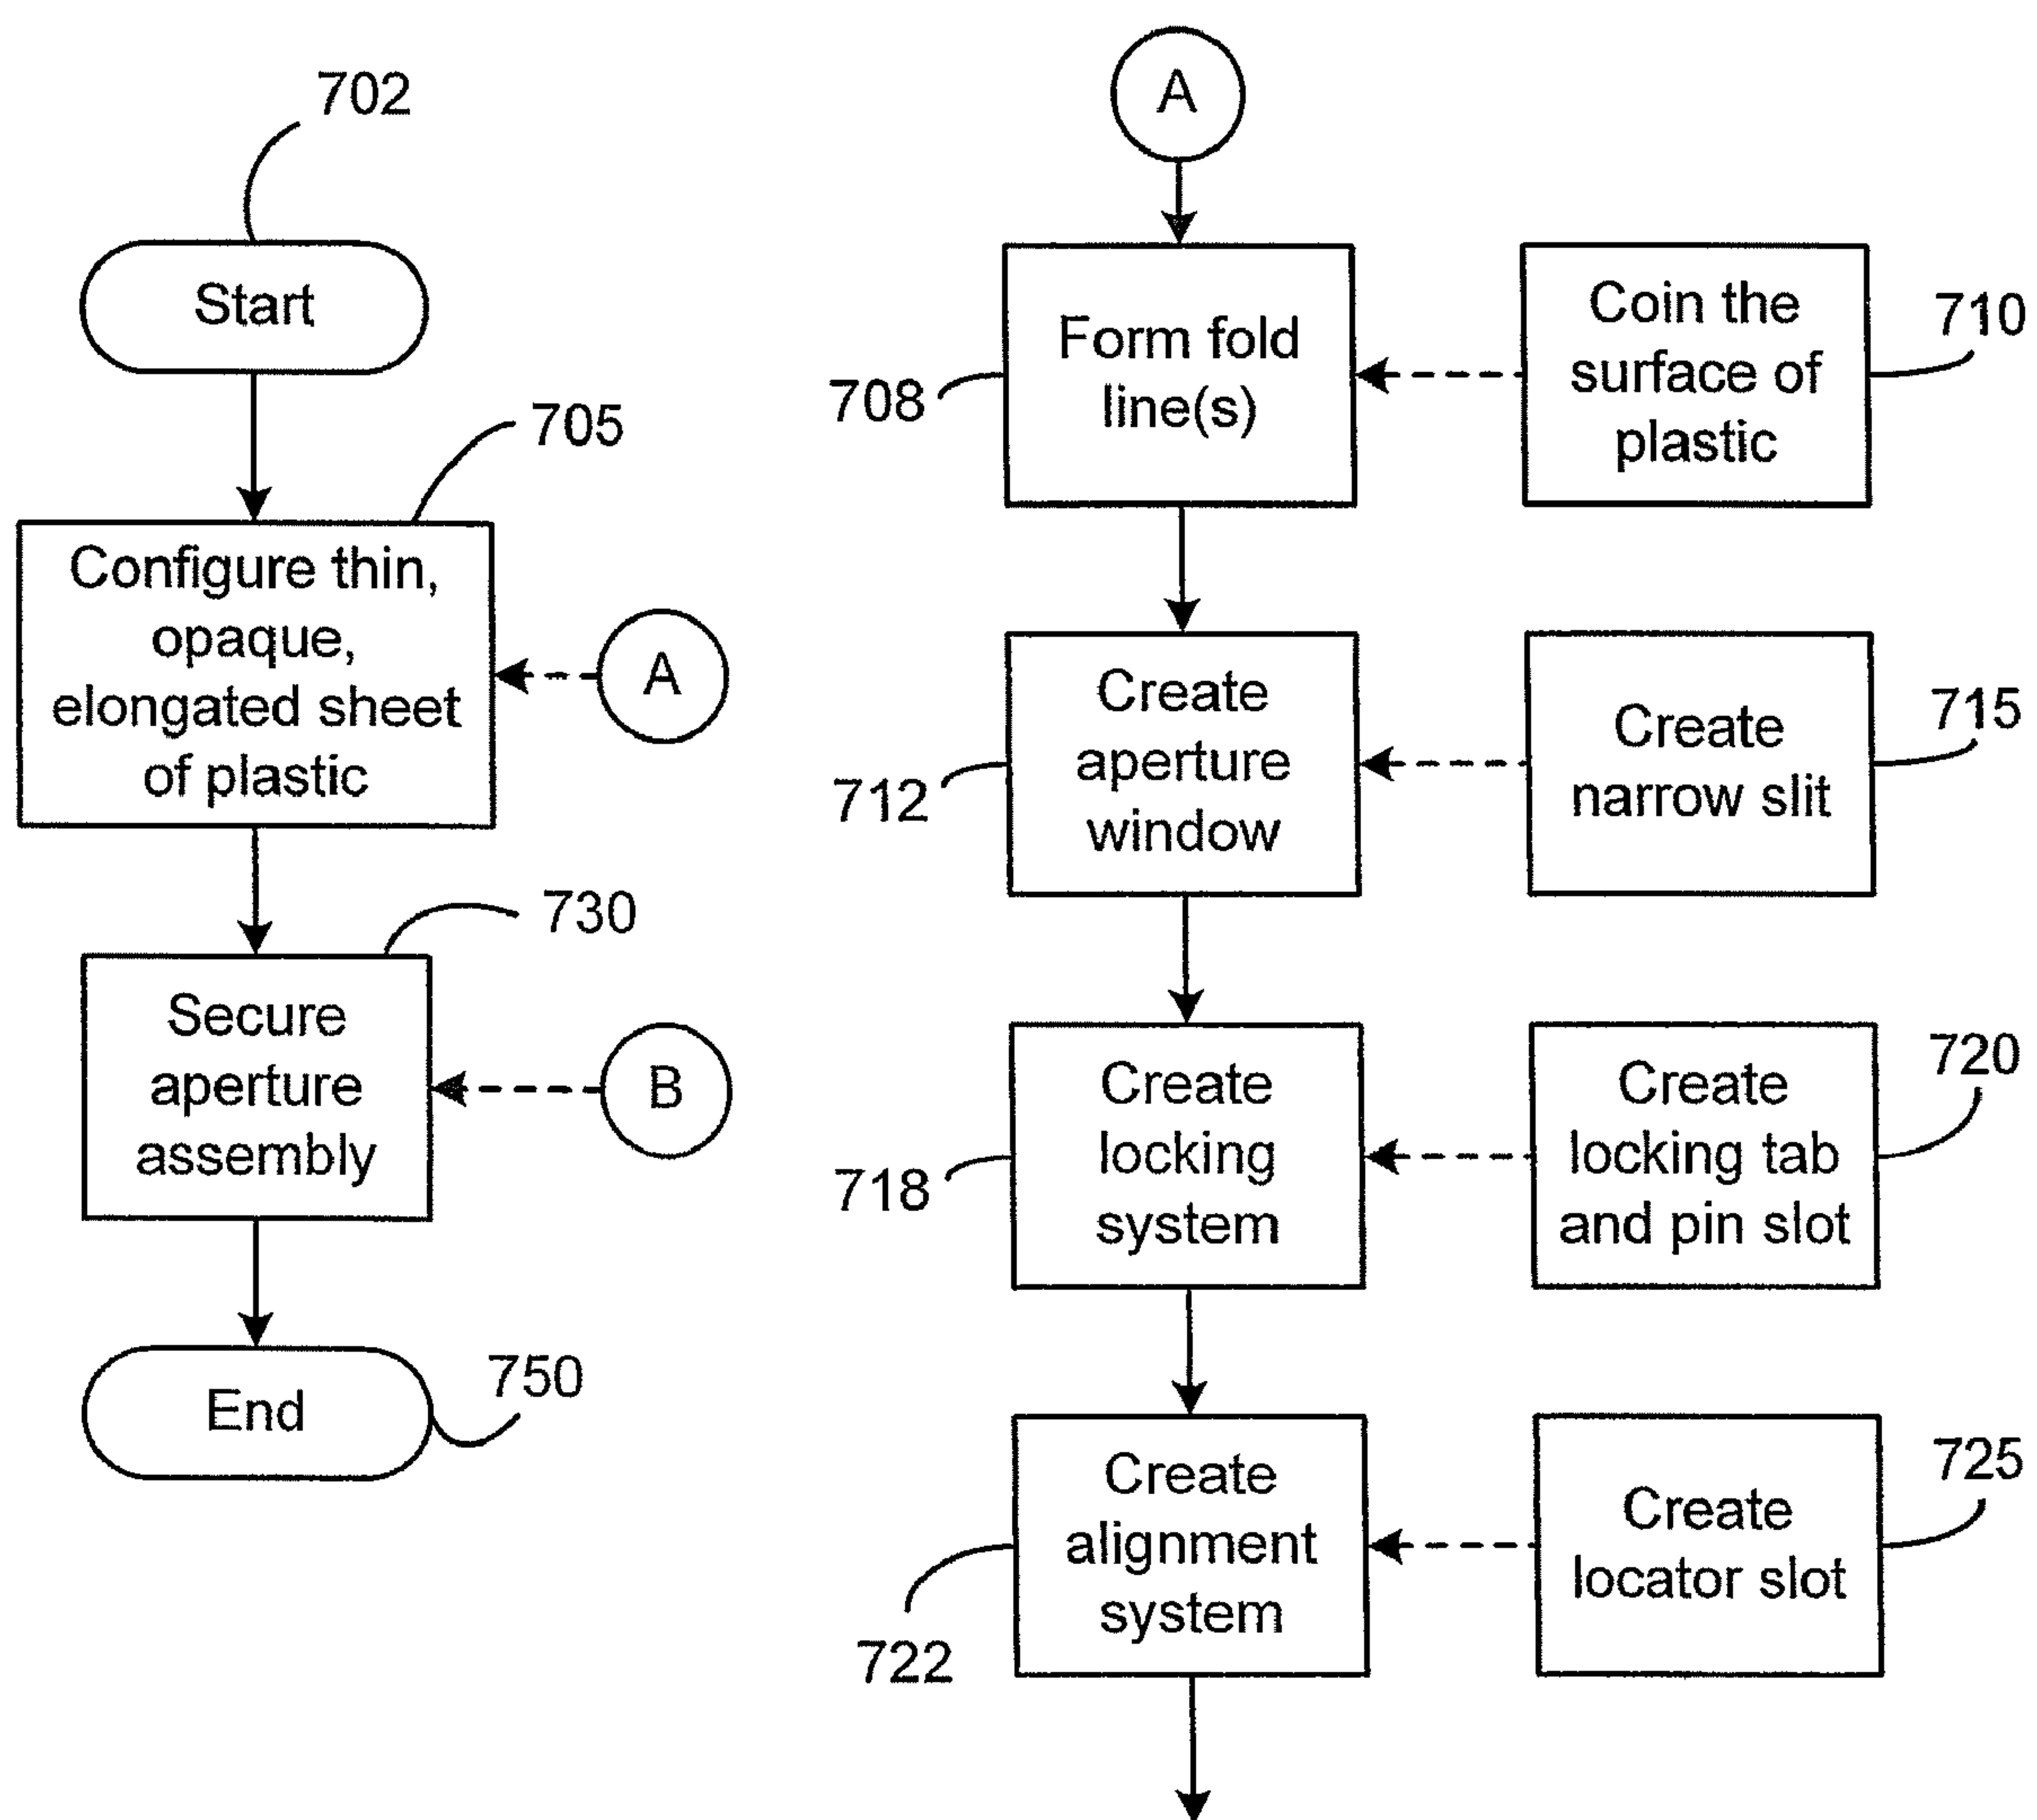 702
Start
705
Configure thin,
opaque,
elongated sheet
of plastic
A
730
Secure
aperture
assembly
B
End
750
A
Form fold
line(s)
708
Coin the
surface of
plastic
710
Create
aperture
window
712
Create
narrow slit
715
Create
locking
system
718
Create
locking tab
and pin slot
720
Create
alignment
system
722
Create
locator slot
725